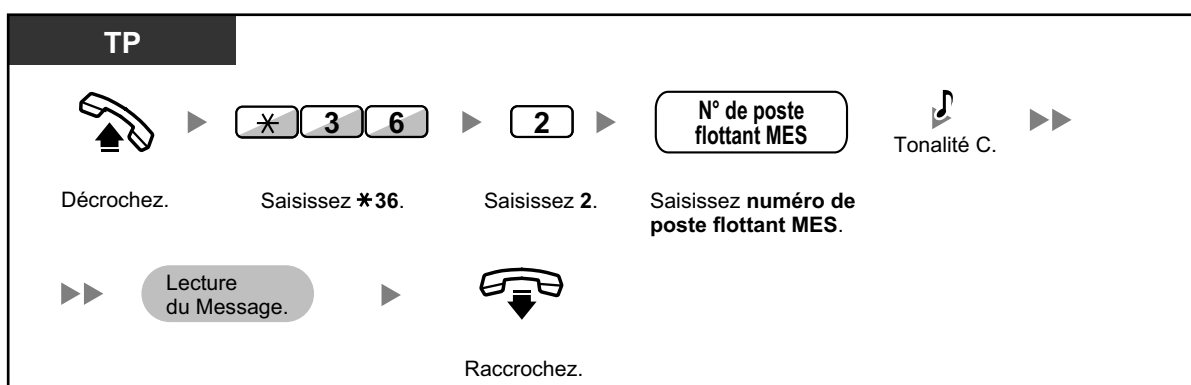 TP
✱ 3 6
2
N° de poste
flottant MES
Tonalité C.
Décrochez.
Saisissez ✱36.
Saisissez 2.
Saisissez numéro de
poste flottant MES.
Lecture
du Message.
Raccrochez.